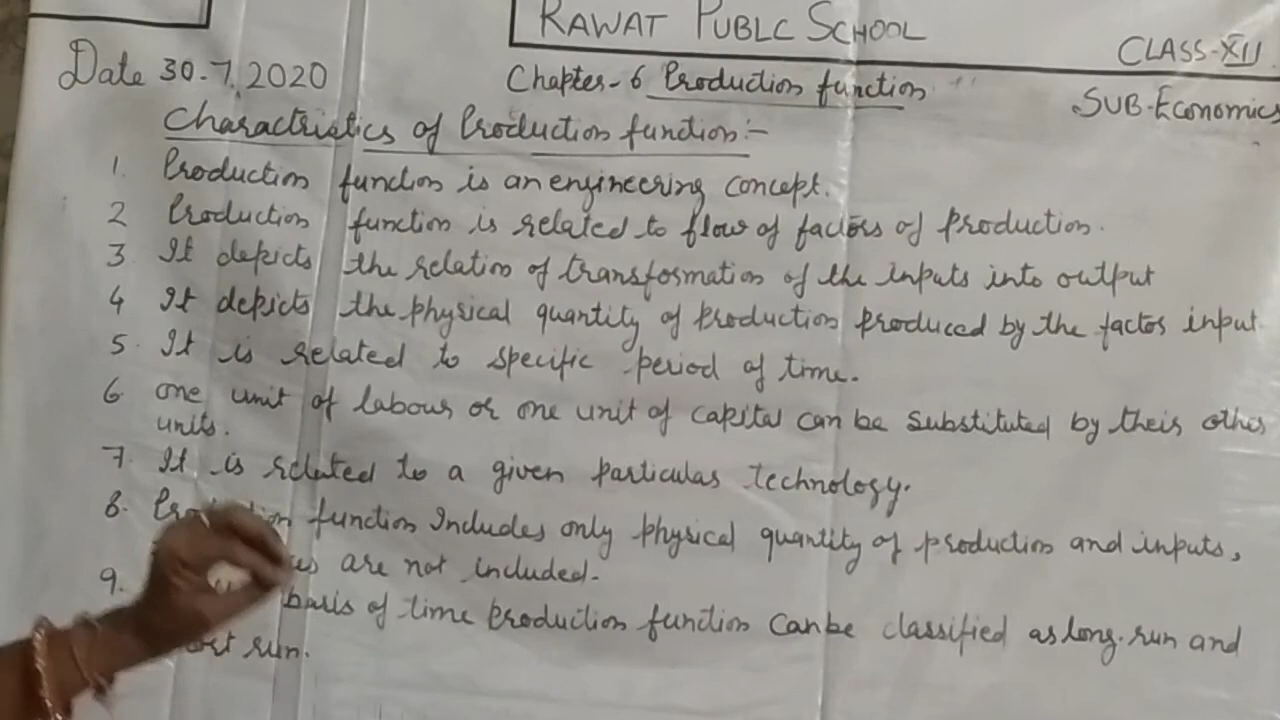 RAWAT PUBLC SCHOOL
CLASS-XII
Date 30-7.2020
Chapter-6 Production function
SUB-Economics
Charactristics of Production function:-
1. Production function is an engineering concept.
2 Production function is related to flow of factors of production.
3 It depicts the relation of transformation of the inputs into output
4 It depicts the physical quantity of production produced by the factor input.
5. It is related to specific period of time.
6 one unit of labour or one unit of capital can be substituted by their other
units.
7. It is related to a given particular technology.
8. function Includes only physical quantity of production and inputs,
are not included.
9. basis of time production function can be classified as long-run and
run.